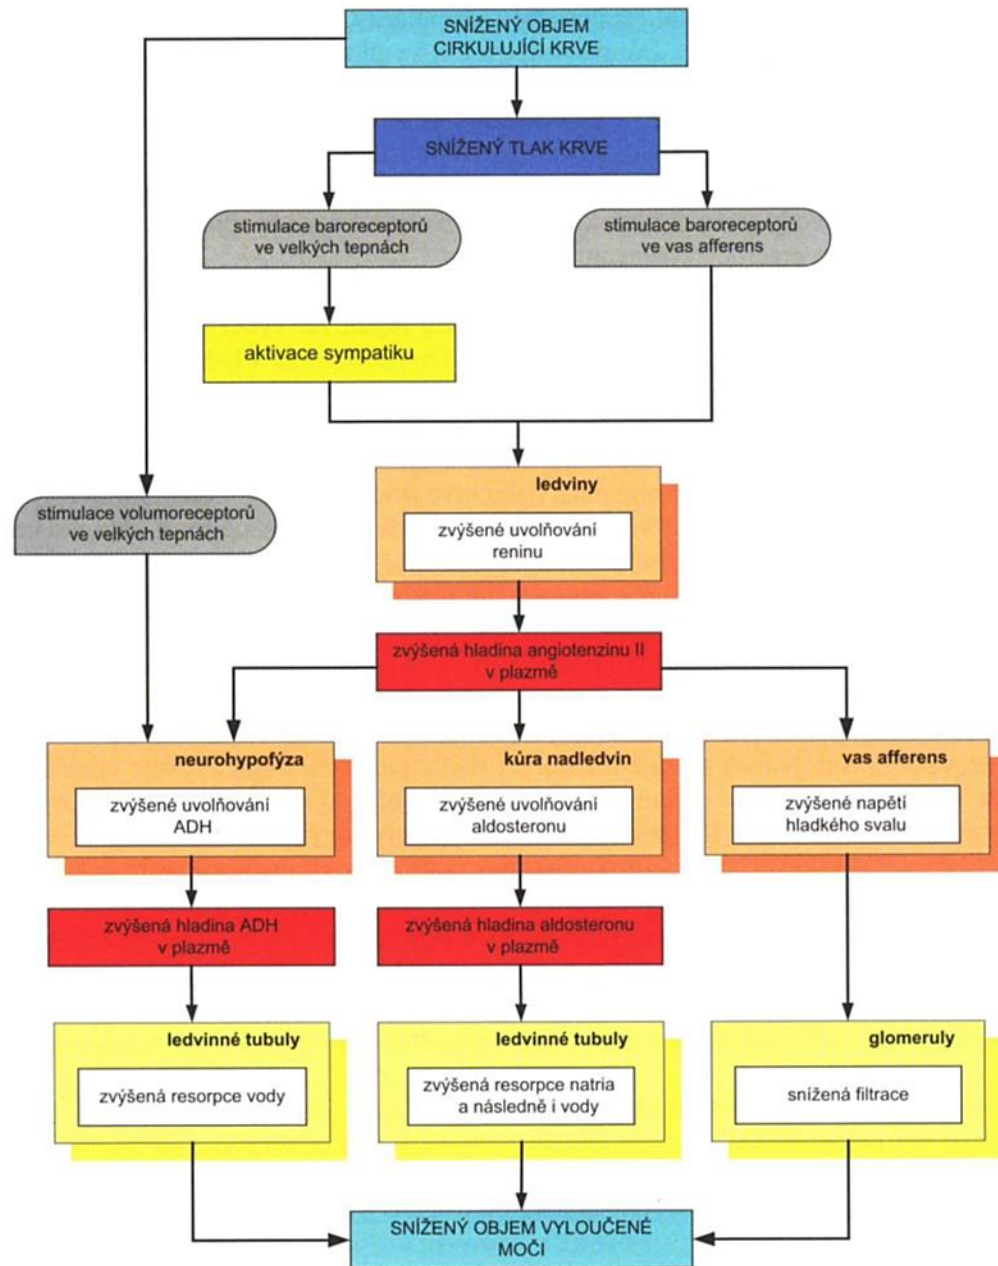 SNÍŽENÝ OBJEM
CIRKULUJÍCÍ KRVE
SNÍŽENÝ TLAK KRVE
stimulace baroreceptorů
ve velkých tepnách
stimulace baroreceptorů
ve vas afferens
aktivace sympatiku
ledviny
zvýšené uvolňování
reninu
stimulace volumoreceptorů
ve velkých tepnách
zvýšená hladina angiotenzinu II
v plazmě
neurohypofýza
zvýšené uvolňování
ADH
kůra nadledvin
zvýšené uvolňování
aldosteronu
vas afferens
zvýšené napětí
hladkého svalu
zvýšená hladina ADH
v plazmě
zvýšená hladina aldosteronu
v plazmě
ledvinné tubuly
zvýšená resorpce vody
ledvinné tubuly
zvýšená resorpce natria
a následně i vody
glomeruly
snížená filtrace
SNÍŽENÝ OBJEM VYLOUČENÉ
MOČI